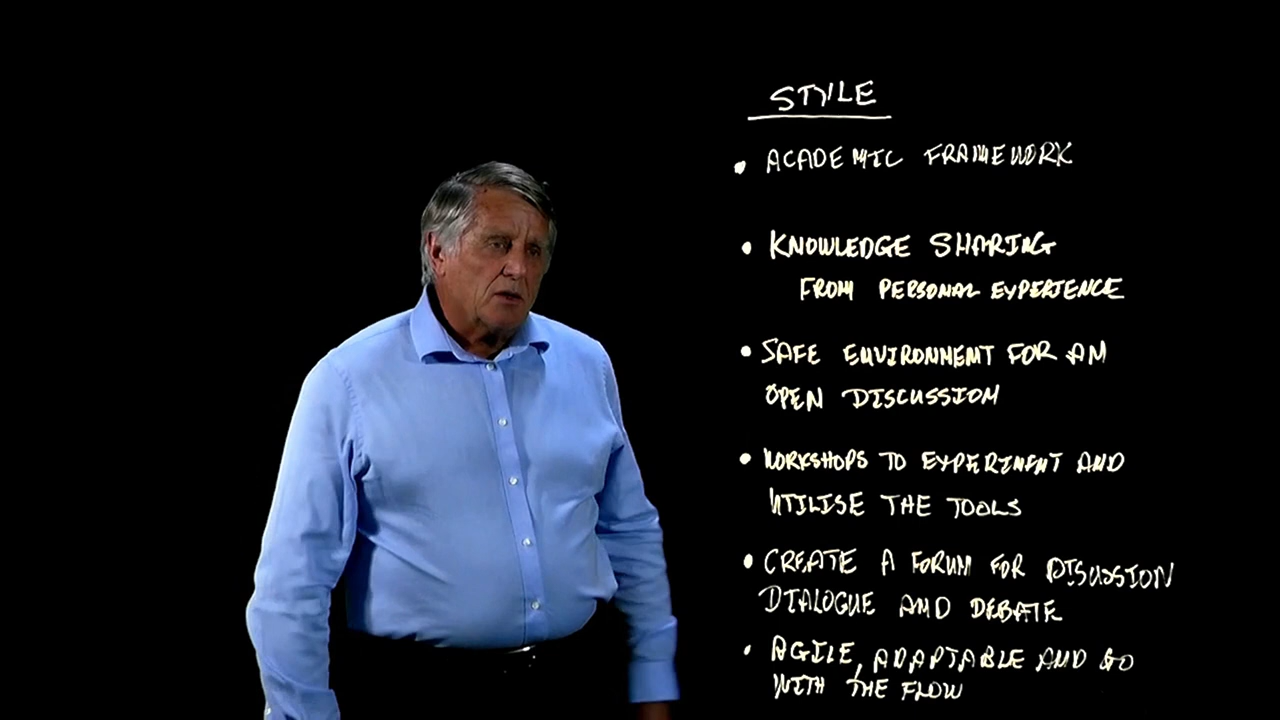 STYLE
• ACADEMIC FRAMEWORK
• KNOWLEDGE SHARING
FROM PERSONAL EXPERIENCE
• SAFE ENVIRONMENT FOR AN
OPEN DISCUSSION
• WORKSHOPS TO EXPERIMENT AND
UTILISE THE TOOLS
• CREATE A FORUM FOR DISCUSSION
DIALOGUE AND DEBATE
• AGILE, ADAPTABLE AND GO
WITH THE FLOW